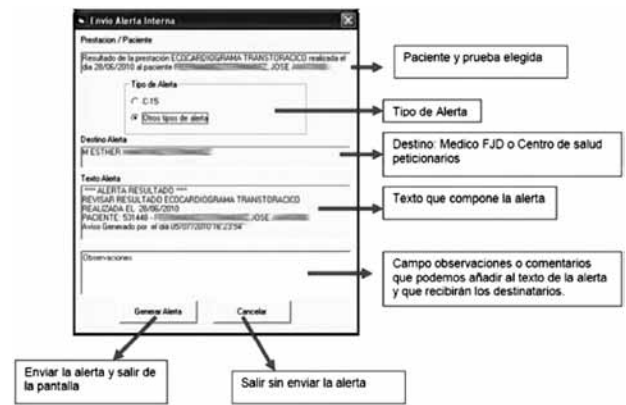 Envio Alerta Interna
Prestacion / Paciente
Resultado de la prestación ECOCARDIOGRAMA TRANSTORACICO realizada el
dia 28/06/2010 al paciente Z, JOSE
Paciente y prueba elegida
Tipo de Alerta
C-15
Otros tipos de alerta
Tipo de Alerta
Destino Alerta
M ESTHER
Destino: Medico FJD o Centro de salud
peticionarios
Texto Alerta
*** ALERTA RESULTADO ***
REVISAR RESULTADO ECOCARDIOGRAMA TRANSTORACICO
REALIZADA EL 28/06/2010
PACIENTE: 531448 - JOSE
Aviso Generado por el dia 05/07/2010 16:23:54
Texto que compone la alerta
Observaciones
Campo observaciones o comentarios
que podemos añadir al texto de la alerta
y que recibirán los destinatarios.
Generar Alerta
Cancelar
Enviar la alerta y salir de
la pantalla
Salir sin enviar la alerta